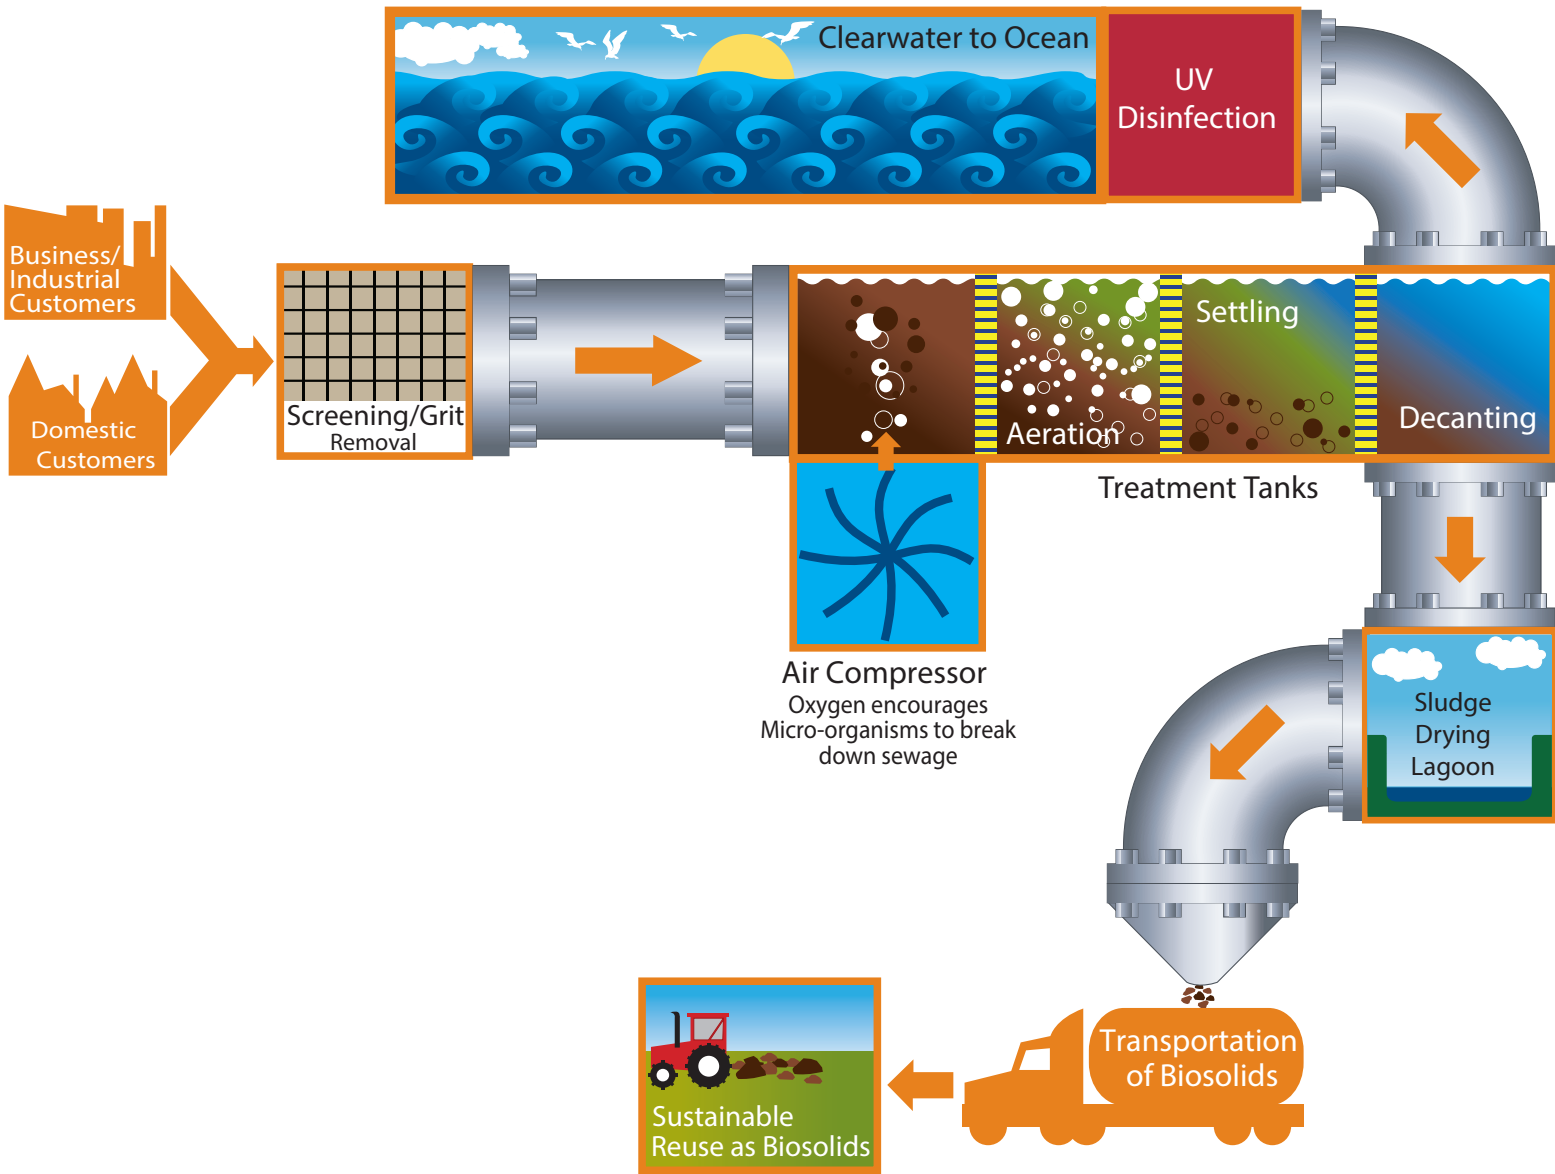 Clearwater to Ocean
UV
Disinfection
Business/
Industrial
Customers
Domestic
Customers
Screening/Grit
Removal
Aeration
Settling
Decanting
Treatment Tanks
Air Compressor
Oxygen encourages
Micro-organisms to break
down sewage
Sludge
Drying
Lagoon
Transportation
of Biosolids
Sustainable
Reuse as Biosolids